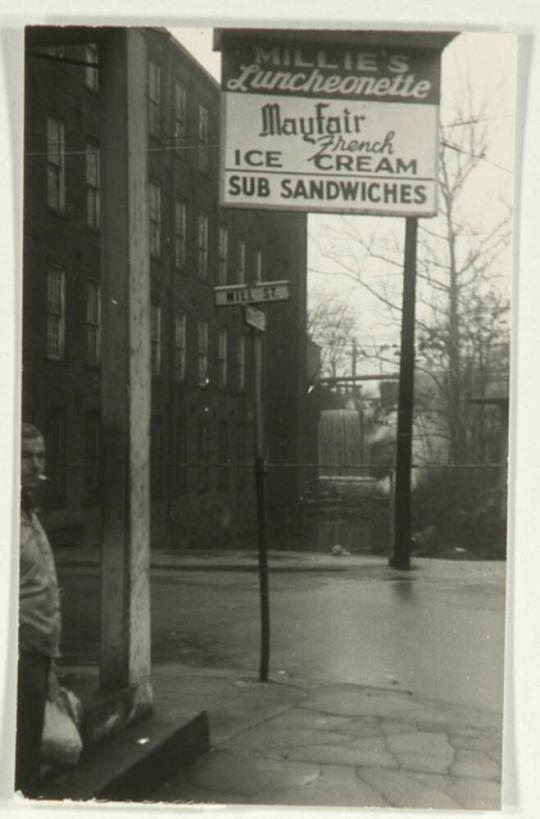 MILLIE'S
Luncheonette
Mayfair
French
ICE CREAM
SUB SANDWICHES
MILL ST.